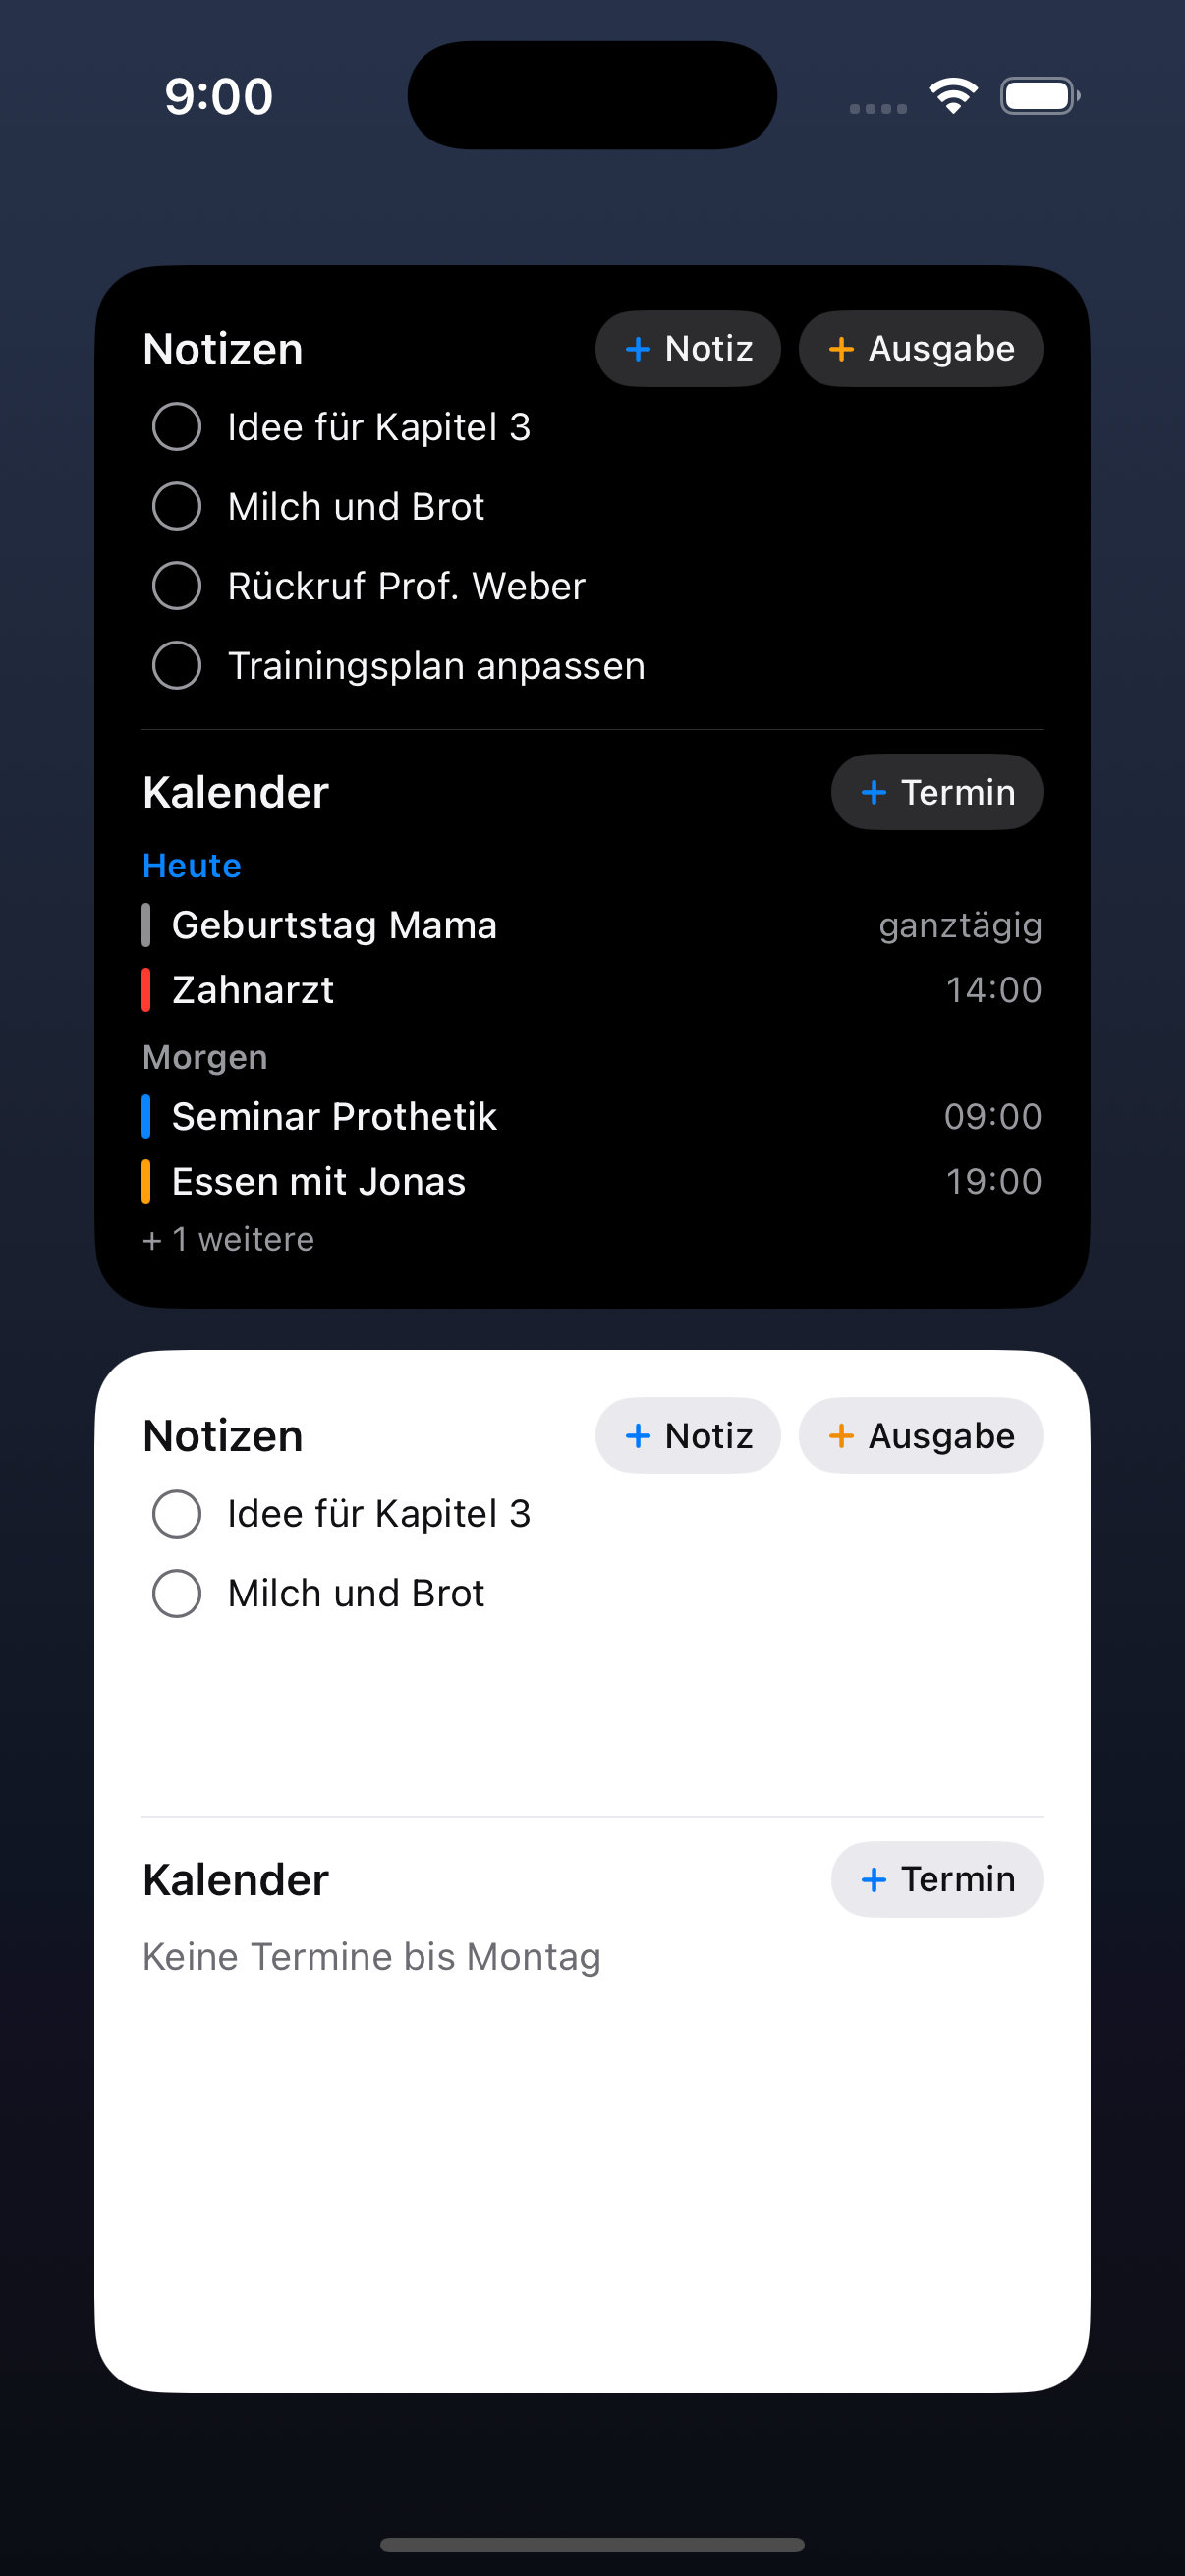 9:00
Notizen + Notiz + Ausgabe
Idee für Kapitel 3
Milch und Brot
Rückruf Prof. Weber
Trainingsplan anpassen
Kalender + Termin
Heute
Geburtstag Mama ganztägig
Zahnarzt 14:00
Morgen
Seminar Prothetik 09:00
Essen mit Jonas 19:00
+ 1 weitere
Notizen + Notiz + Ausgabe
Idee für Kapitel 3
Milch und Brot
Kalender + Termin
Keine Termine bis Montag